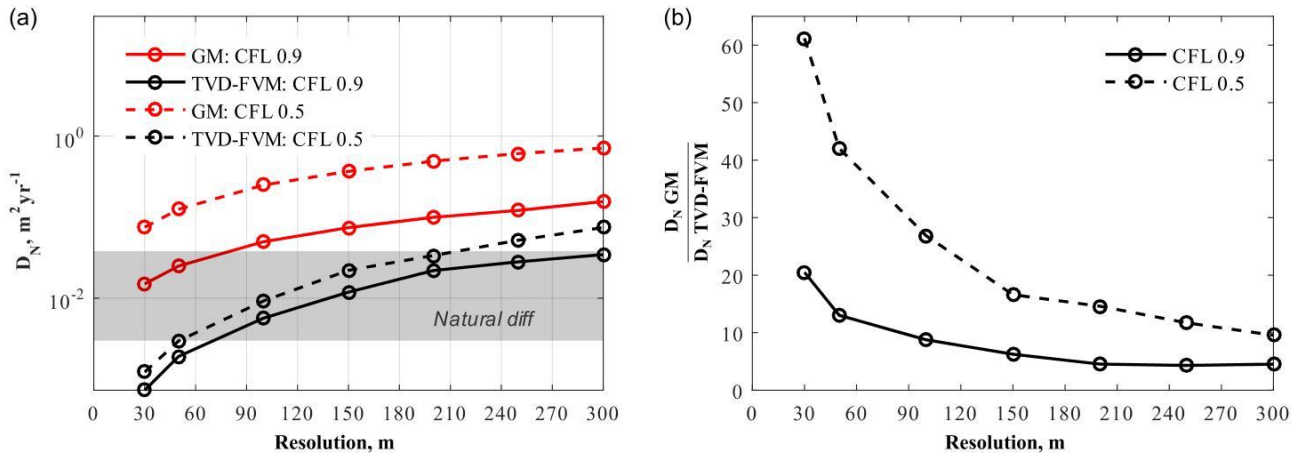 (a)
GM: CFL 0.9
TVD-FVM: CFL 0.9
GM: CFL 0.5
TVD-FVM: CFL 0.5
10⁰
10⁻²
D_N, m² yr⁻¹
Natural diff
0 30 60 90 120 150 180 210 240 270 300
Resolution, m
(b)
CFL 0.9
CFL 0.5
60
50
40
30
20
10
0
D_N GM
D_N TVD-FVM
0 30 60 90 120 150 180 210 240 270 300
Resolution, m